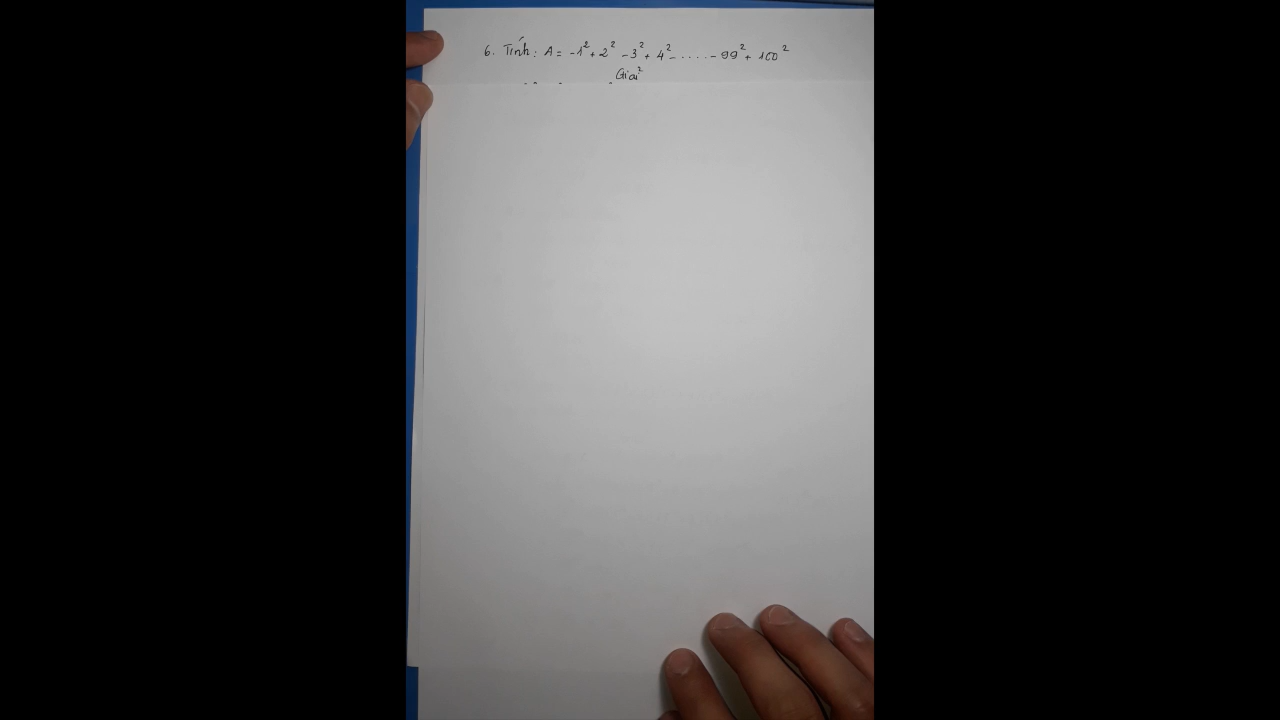 6. Tính: A = -1² + 2² - 3² + 4² - ..... - 99² + 100²
Giải